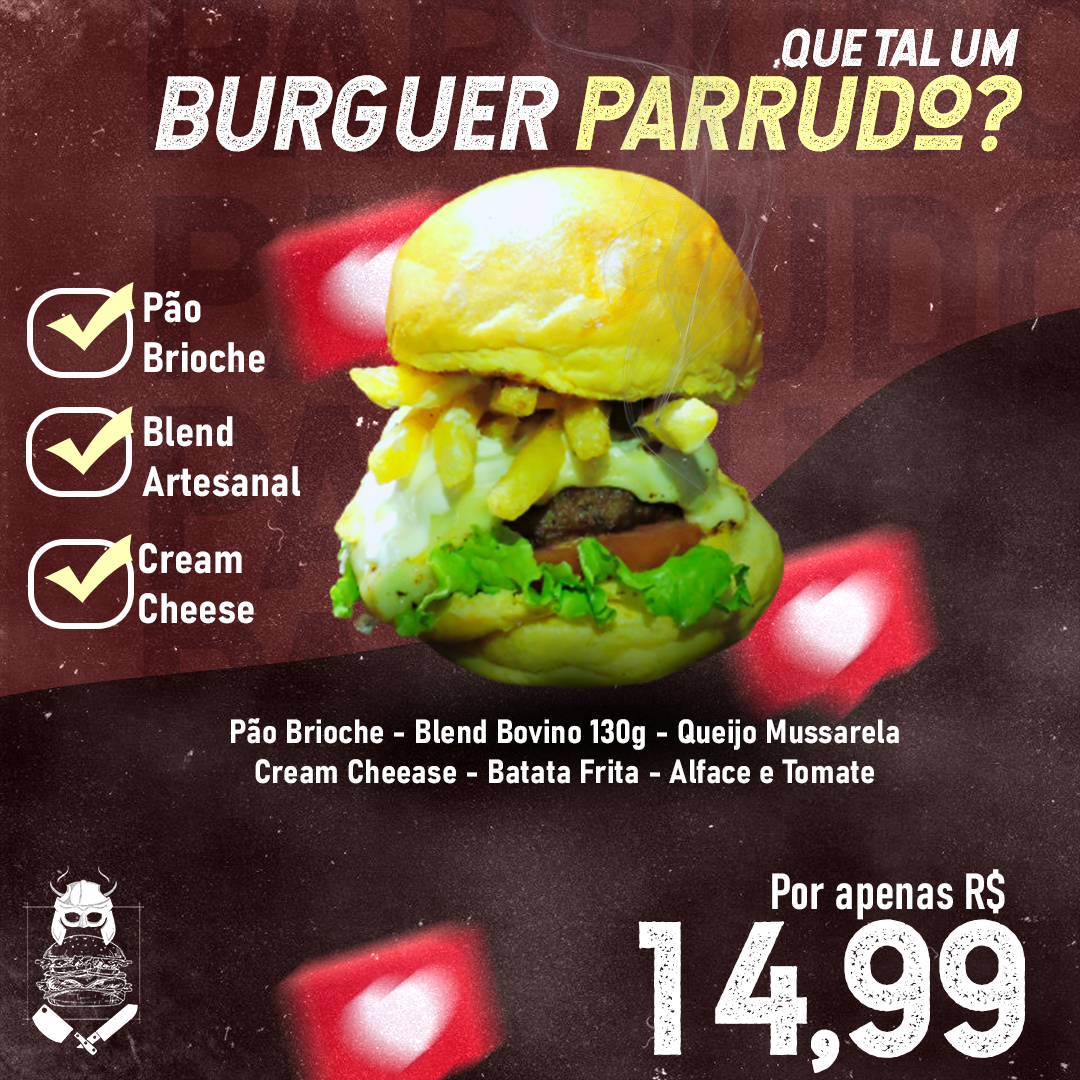 QUE TAL UM
BURGUER PARRUDO?
Pão
Brioche
Blend
Artesanal
Cream
Cheese
Pão Brioche - Blend Bovino 130g - Queijo Mussarela
Cream Cheease - Batata Frita - Alface e Tomate
Por apenas R$
14,99